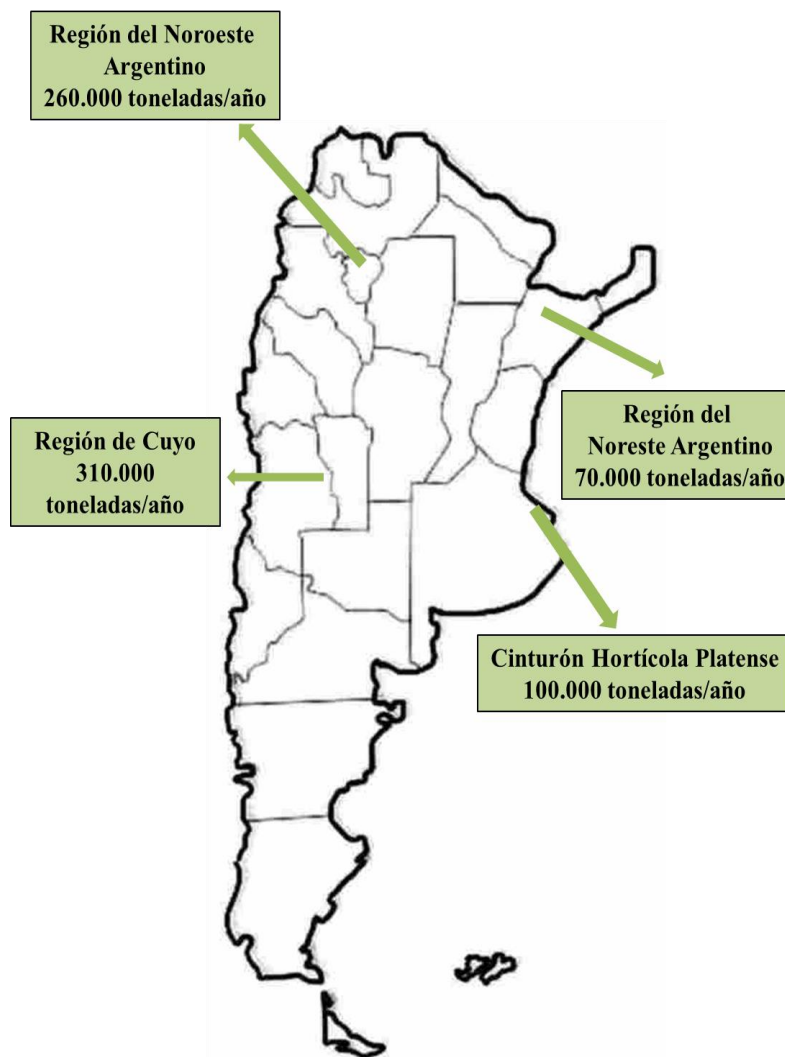 Región del Noroeste
Argentino
260.000 toneladas/año
Región de Cuyo
310.000
toneladas/año
Región del
Noreste Argentino
70.000 toneladas/año
Cinturón Hortícola Platense
100.000 toneladas/año